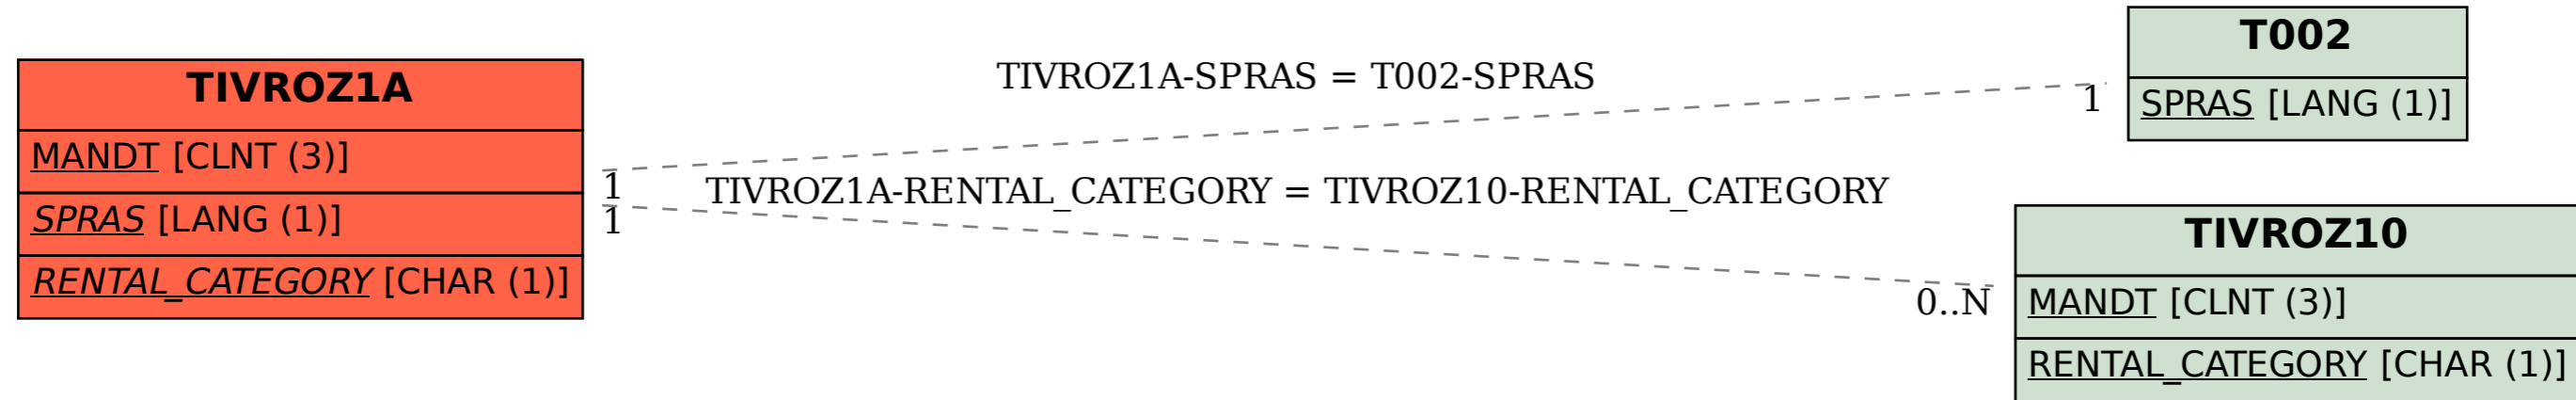 TIVROZ1A
MANDT [CLNT (3)]
SPRAS [LANG (1)]
RENTAL_CATEGORY [CHAR (1)]
TIVROZ1A-SPRAS = T002-SPRAS
1
1
TIVROZ1A-RENTAL_CATEGORY = TIVROZ10-RENTAL_CATEGORY
1
0..N
T002
SPRAS [LANG (1)]
TIVROZ10
MANDT [CLNT (3)]
RENTAL_CATEGORY [CHAR (1)]